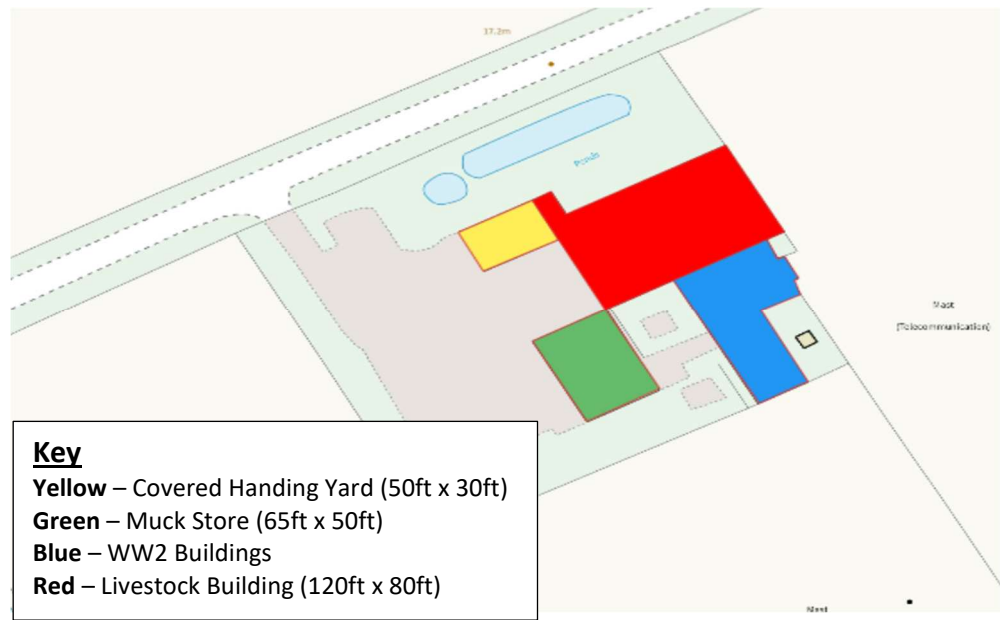 17.2m
Ponds
Mast
(Telecommunication)
Key
Yellow – Covered Handing Yard (50ft x 30ft)
Green – Muck Store (65ft x 50ft)
Blue – WW2 Buildings
Red – Livestock Building (120ft x 80ft)
Mast